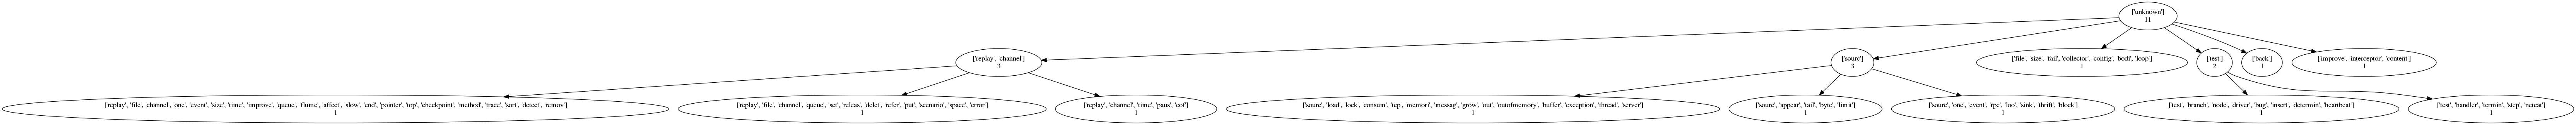 ['unknown']
11
['replay', 'channel']
3
['sourc']
3
['file', 'size', 'fail', 'collector', 'config', 'bodi', 'loop']
1
['test']
2
['back']
1
['improve', 'interceptor', 'content']
1
['replay', 'file', 'channel', 'one', 'event', 'size', 'time', 'improve', 'queue', 'flume', 'affect', 'slow', 'end', 'pointer', 'top', 'checkpoint', 'method', 'trace', 'sort', 'detect', 'remov']
1
['replay', 'file', 'channel', 'queue', 'set', 'releas', 'delet', 'refer', 'put', 'scenario', 'space', 'error']
1
['replay', 'channel', 'time', 'paus', 'eof']
1
['sourc', 'load', 'lock', 'consum', 'tcp', 'memori', 'messag', 'grow', 'out', 'outofmemory', 'buffer', 'exception', 'thread', 'server']
1
['sourc', 'appear', 'tail', 'byte', 'limit']
1
['sourc', 'one', 'event', 'rpc', 'loo', 'sink', 'thrift', 'block']
1
['test', 'branch', 'node', 'driver', 'bug', 'insert', 'determin', 'heartbeat']
1
['test', 'handler', 'termin', 'step', 'netcat']
1